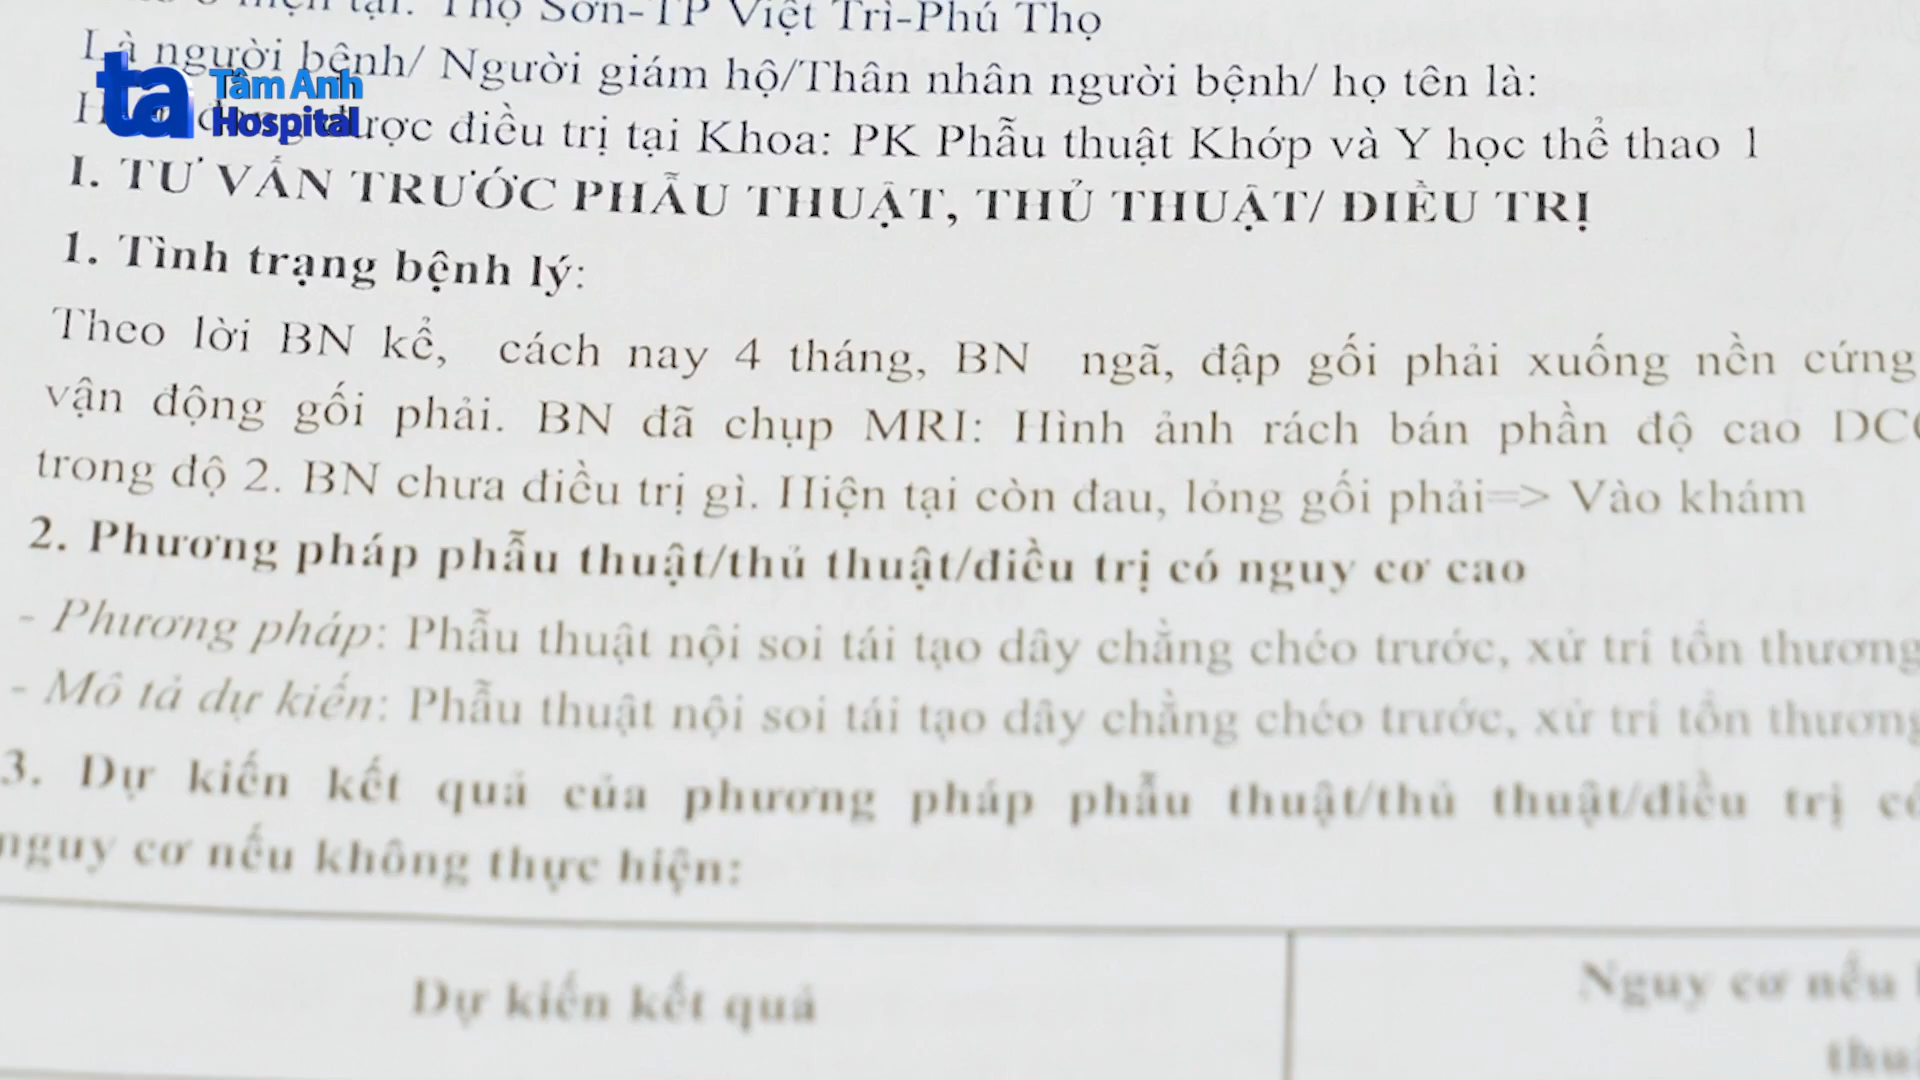 hiện tại: Thọ Sơn-TP Việt Trì-Phú Thọ
Là người bệnh/ Người giám hộ/Thân nhân người bệnh/ họ tên là:
được điều trị tại Khoa: PK Phẫu thuật Khớp và Y học thể thao 1
ta Tâm Anh
Hospital
I. TƯ VẤN TRƯỚC PHẪU THUẬT, THỦ THUẬT/ ĐIỀU TRỊ
1. Tình trạng bệnh lý:
Theo lời BN kể, cách nay 4 tháng, BN ngã, đập gối phải xuống nền cứng
vận động gối phải. BN đã chụp MRI: Hình ảnh rách bán phần độ cao DC
trong độ 2. BN chưa điều trị gì. Hiện tại còn đau, lỏng gối phải=> Vào khám
2. Phương pháp phẫu thuật/thủ thuật/điều trị có nguy cơ cao
- Phương pháp: Phẫu thuật nội soi tái tạo dây chằng chéo trước, xử trí tổn thương
- Mô tả dự kiến: Phẫu thuật nội soi tái tạo dây chằng chéo trước, xử trí tổn thương
3. Dự kiến kết quả của phương pháp phẫu thuật/thủ thuật/điều trị
nguy cơ nếu không thực hiện:
Dự kiến kết quả
Nguy cơ nếu